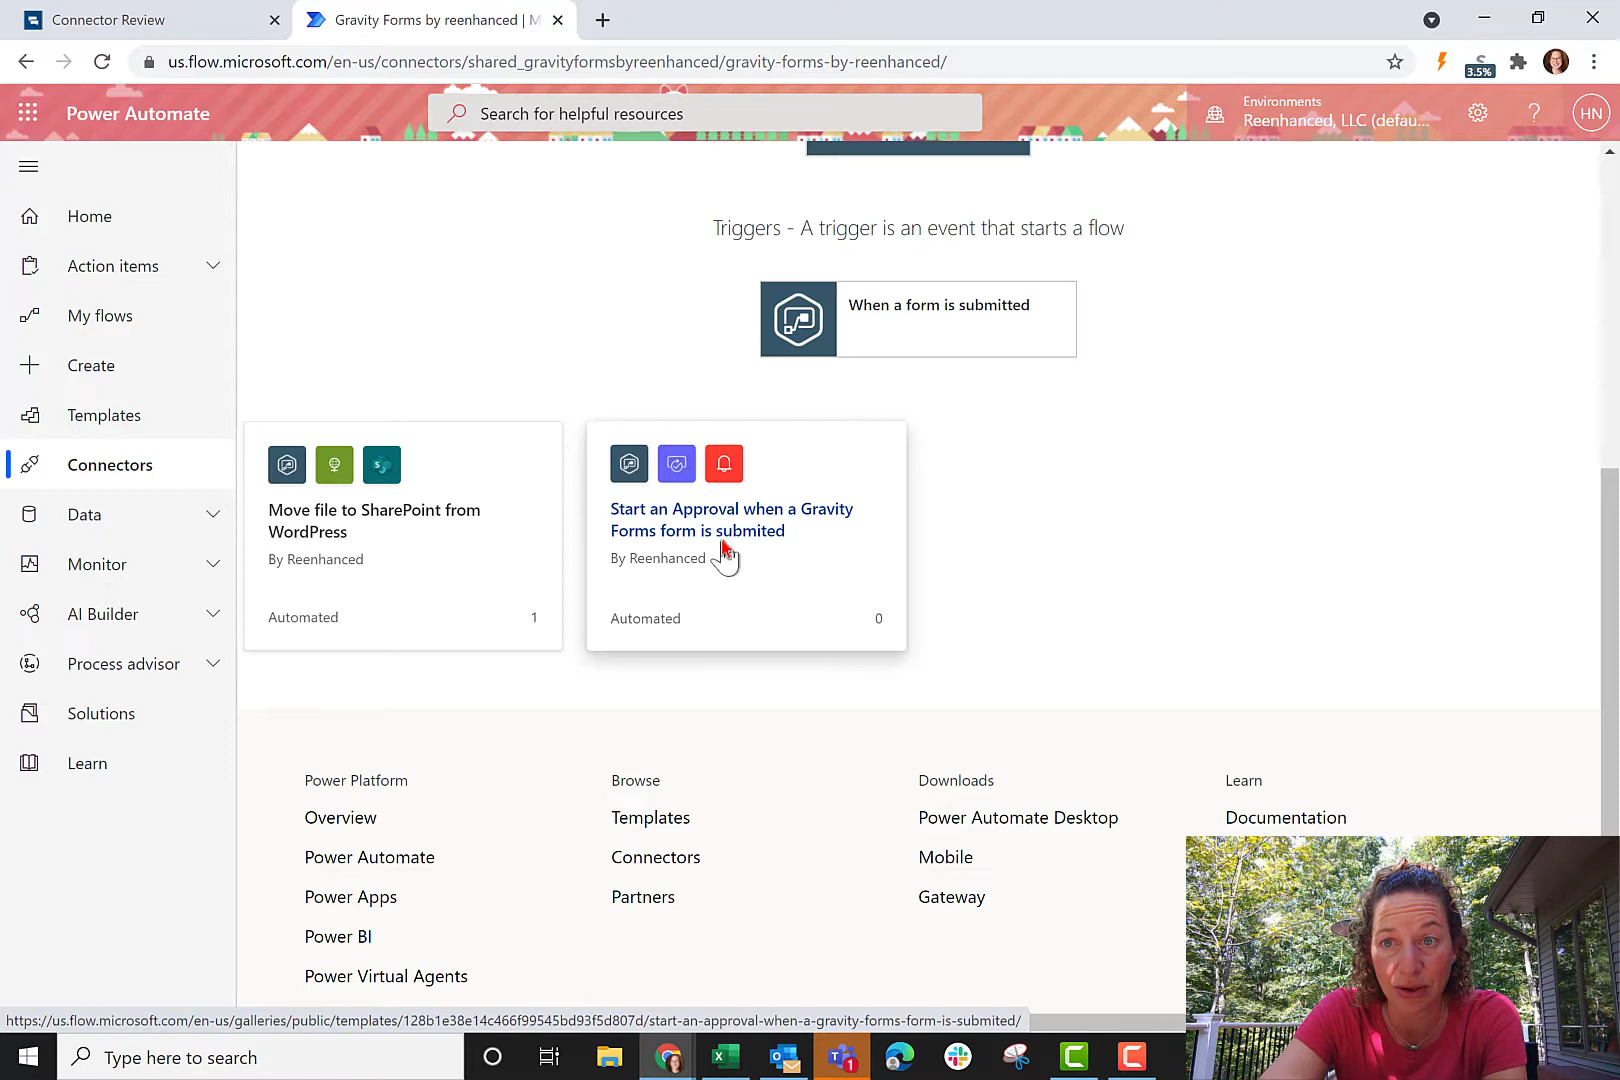 Connector Review
Gravity Forms by reenhanced | M
us.flow.microsoft.com/en-us/connectors/shared_gravityformsbyreenhanced/gravity-forms-by-reenhanced/
3.5%
Power Automate
Search for helpful resources
Environments
Reenhanced, LLC (defau...
HN
Home
Action items
My flows
Create
Templates
Connectors
Data
Monitor
AI Builder
Process advisor
Solutions
Learn
Triggers - A trigger is an event that starts a flow
When a form is submitted
Move file to SharePoint from
WordPress
By Reenhanced
Automated 1
Start an Approval when a Gravity
Forms form is submited
By Reenhanced
Automated 0
Power Platform
Overview
Power Automate
Power Apps
Power BI
Power Virtual Agents
Browse
Templates
Connectors
Partners
Downloads
Power Automate Desktop
Mobile
Gateway
Learn
Documentation
https://us.flow.microsoft.com/en-us/galleries/public/templates/128b1e38e14c466f99545bd93f5d807d/start-an-approval-when-a-gravity-forms-form-is-submited/
Type here to search
1